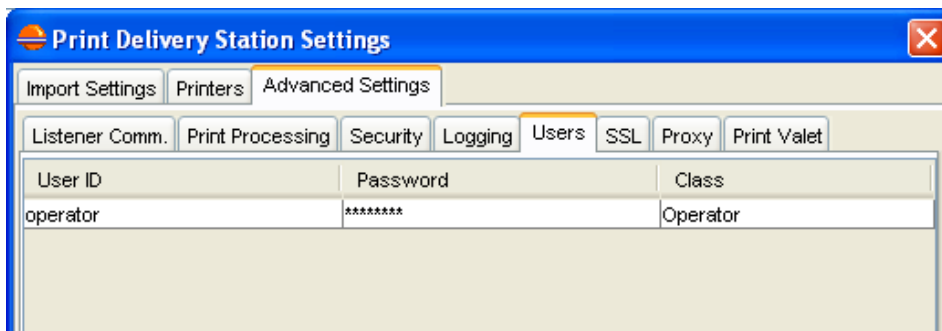 Print Delivery Station Settings
Import Settings Printers Advanced Settings
Listener Comm. Print Processing Security Logging Users SSL Proxy Print Valet
User ID Password Class
operator ******** Operator